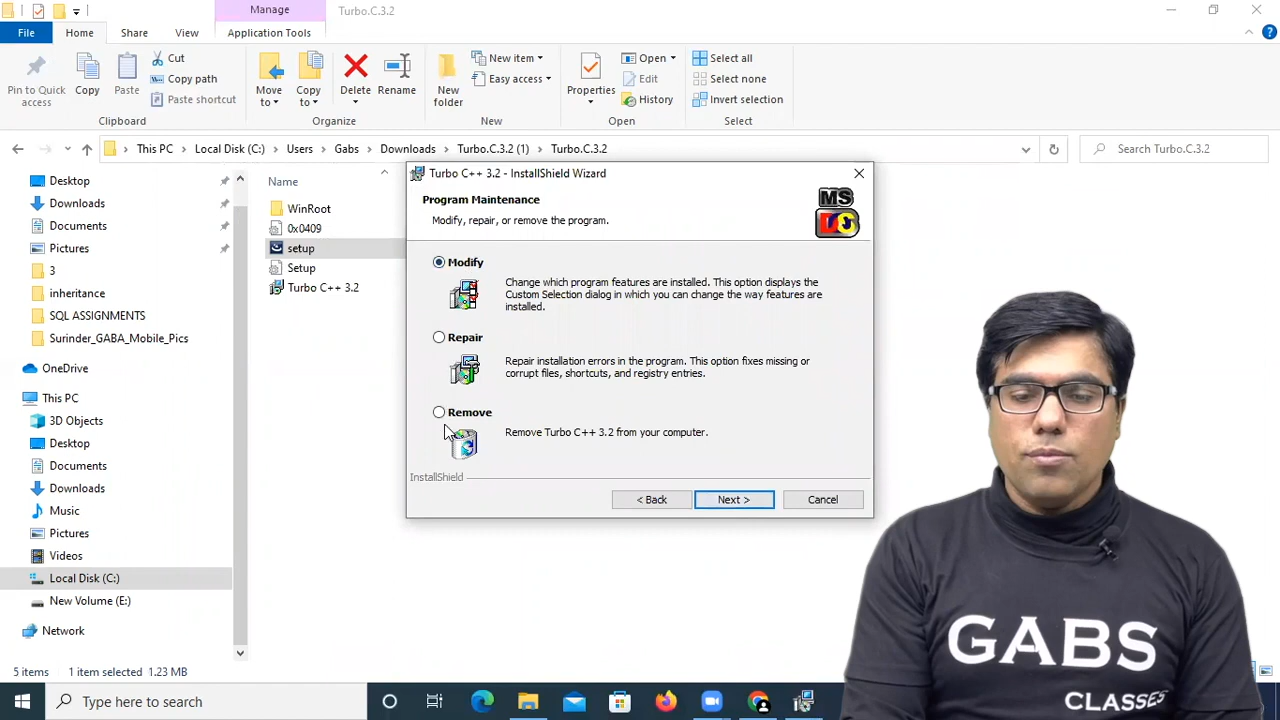 Manage
Turbo.C.3.2
File
Home
Share
View
Application Tools
Pin to Quick access
Copy
Paste
Cut
Copy path
Paste shortcut
Clipboard
Move to
Copy to
Delete
Rename
Organize
New folder
New item
Easy access
New
Properties
Open
Edit
History
Open
Select all
Select none
Invert selection
Select
This PC
Local Disk (C:)
Users
Gabs
Downloads
Turbo.C.3.2 (1)
Turbo.C.3.2
Search Turbo.C.3.2
Desktop
Downloads
Documents
Pictures
3
inheritance
SQL ASSIGNMENTS
Surinder_GABA_Mobile_Pics
OneDrive
This PC
3D Objects
Desktop
Documents
Downloads
Music
Pictures
Videos
Local Disk (C:)
New Volume (E:)
Network
Name
WinRoot
0x0409
setup
Setup
Turbo C++ 3.2
Turbo C++ 3.2 - InstallShield Wizard
Program Maintenance
Modify, repair, or remove the program.
MS
DOS
Modify
Change which program features are installed. This option displays the
Custom Selection dialog in which you can change the way features are
installed.
Repair
Repair installation errors in the program. This option fixes missing or
corrupt files, shortcuts, and registry entries.
Remove
Remove Turbo C++ 3.2 from your computer.
InstallShield
< Back
Next >
Cancel
5 items
1 item selected 1.23 MB
Type here to search
GABS
CLASSES